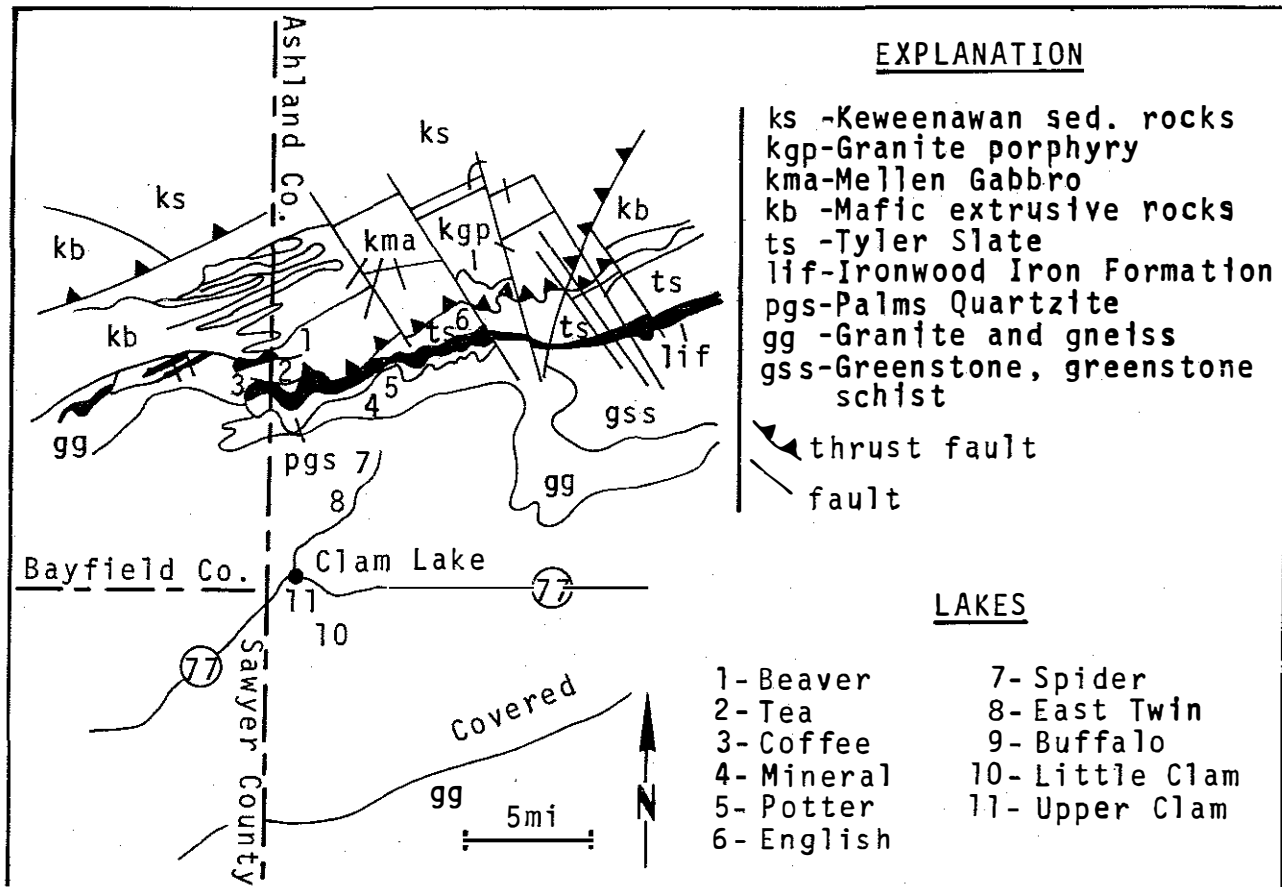 Ashland Co.
ks
ks
kb
kb
kb
kma
kgp
ts
ts
ts
lif
1
2
3
4
5
6
gg
pgs
gss
gg
7
8
Clam Lake
Bayfield Co.
11
10
77
77
Sawyer County
Covered
gg
5mi
N
EXPLANATION
ks -Keweenawan sed. rocks
kgp-Granite porphyry
kma-Mellen Gabbro
kb -Mafic extrusive rocks
ts -Tyler Slate
lif-Ironwood Iron Formation
pgs-Palms Quartzite
gg -Granite and gneiss
gss-Greenstone, greenstone
schist
thrust fault
fault
LAKES
1- Beaver
2- Tea
3- Coffee
4- Mineral
5- Potter
6- English
7- Spider
8- East Twin
9- Buffalo
10- Little Clam
11- Upper Clam